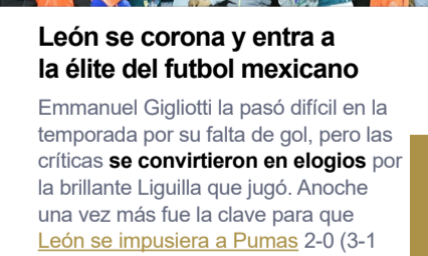 León se corona y entra a
la élite del futbol mexicano
Emmanuel Gigliotti la pasó difícil en la
temporada por su falta de gol, pero las
críticas se convirtieron en elogios por
la brillante Liguilla que jugó. Anoche
una vez más fue la clave para que
León se impusiera a Pumas 2-0 (3-1